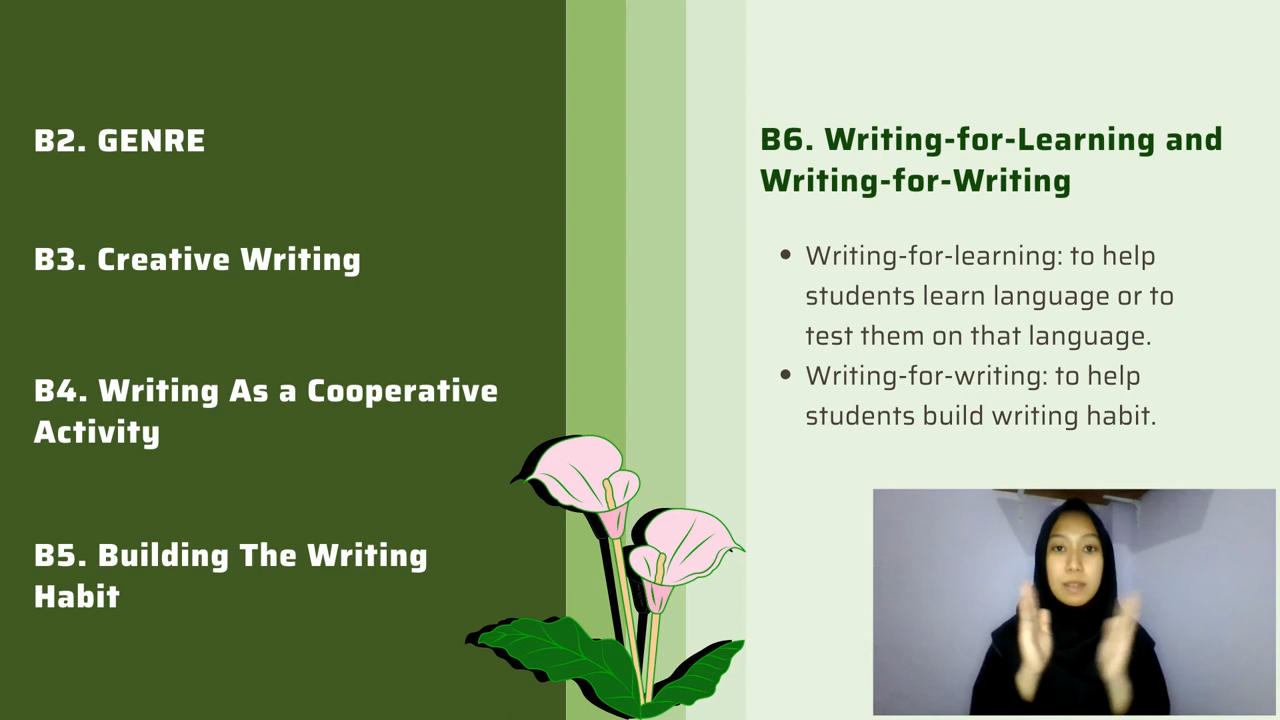 B2. GENRE
B3. Creative Writing
B4. Writing As a Cooperative
Activity
B5. Building The Writing
Habit
B6. Writing-for-Learning and
Writing-for-Writing
• Writing-for-learning: to help
students learn language or to
test them on that language.
• Writing-for-writing: to help
students build writing habit.